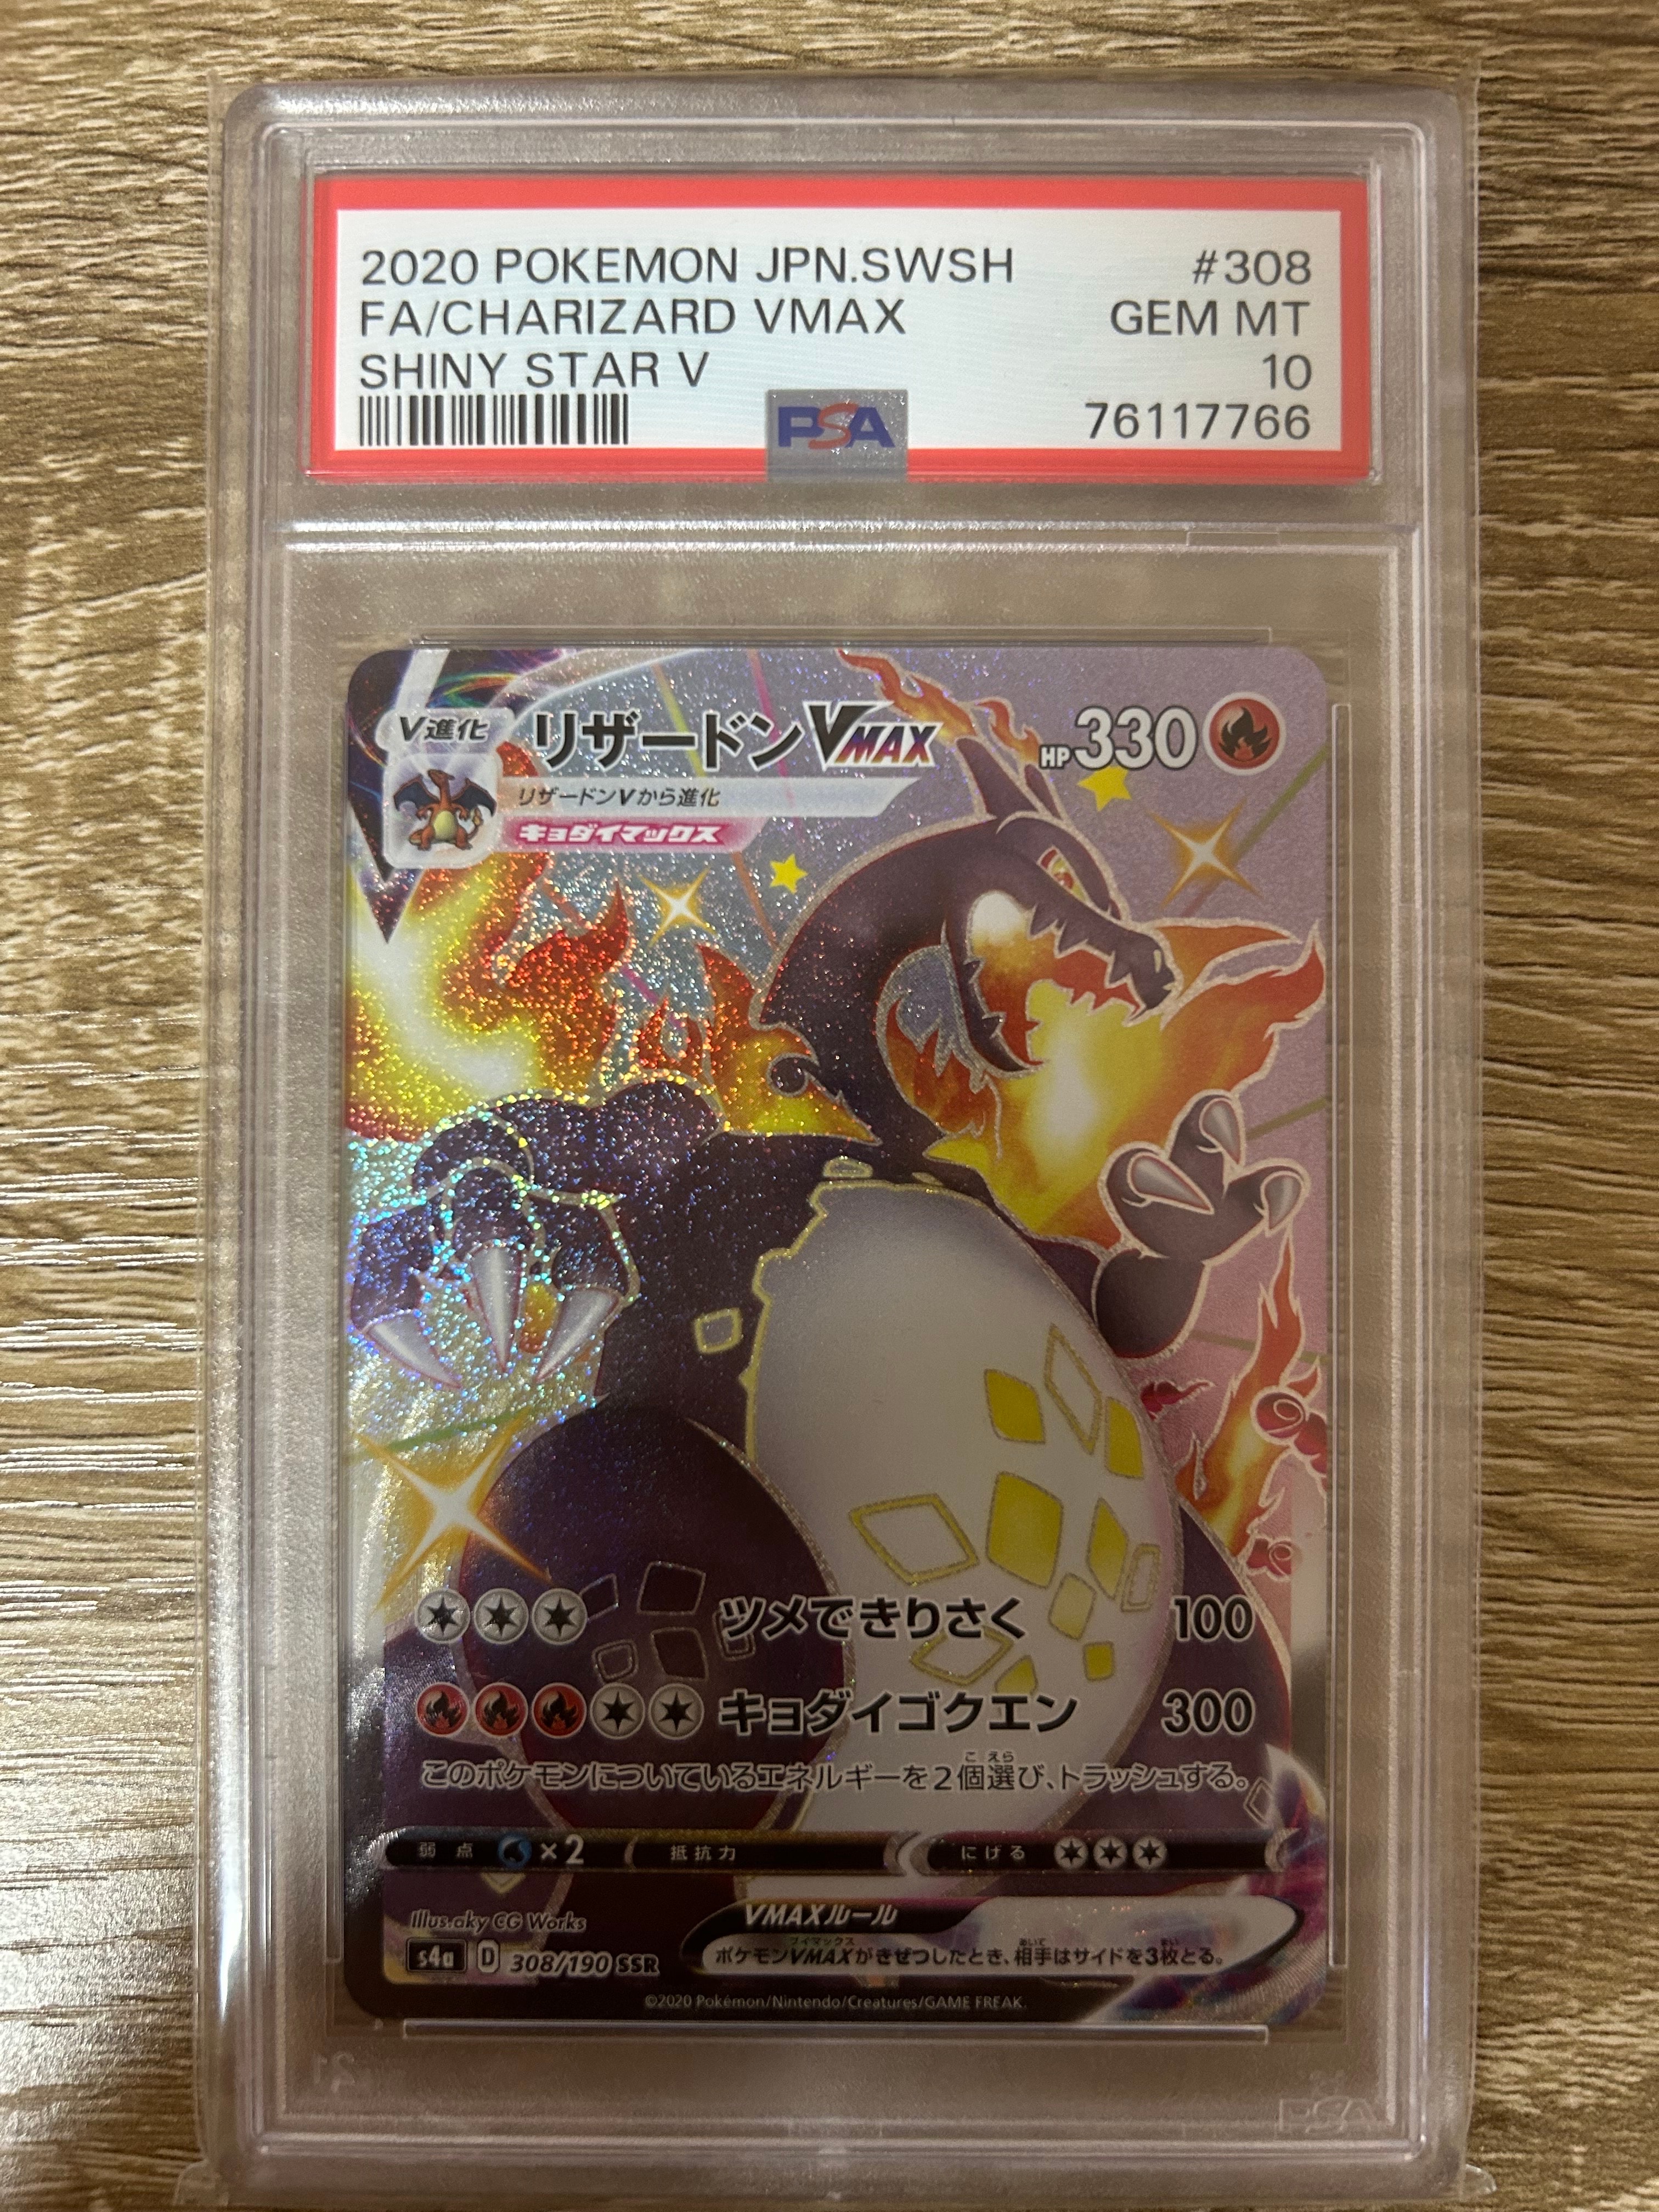 2020 POKEMON JPN.SWSH #308
FA/CHARIZARD VMAX GEM MT
SHINY STAR V 10
PSA 76117766
V進化 リザードンVMAX HP330
リザードンVから進化
キョダイマックス
ツメできりさく 100
キョダイゴクエン 300
このポケモンについているエネルギーを2個選び、トラッシュする。
弱点 ×2 抵抗力 にげる
Illus.aky CG Works
VMAXルール
s4a D 308/190 SSR
ポケモンVMAXがきぜつしたとき、相手はサイドを3枚とる。
©2020 Pokémon/Nintendo/Creatures/GAME FREAK.
PSA